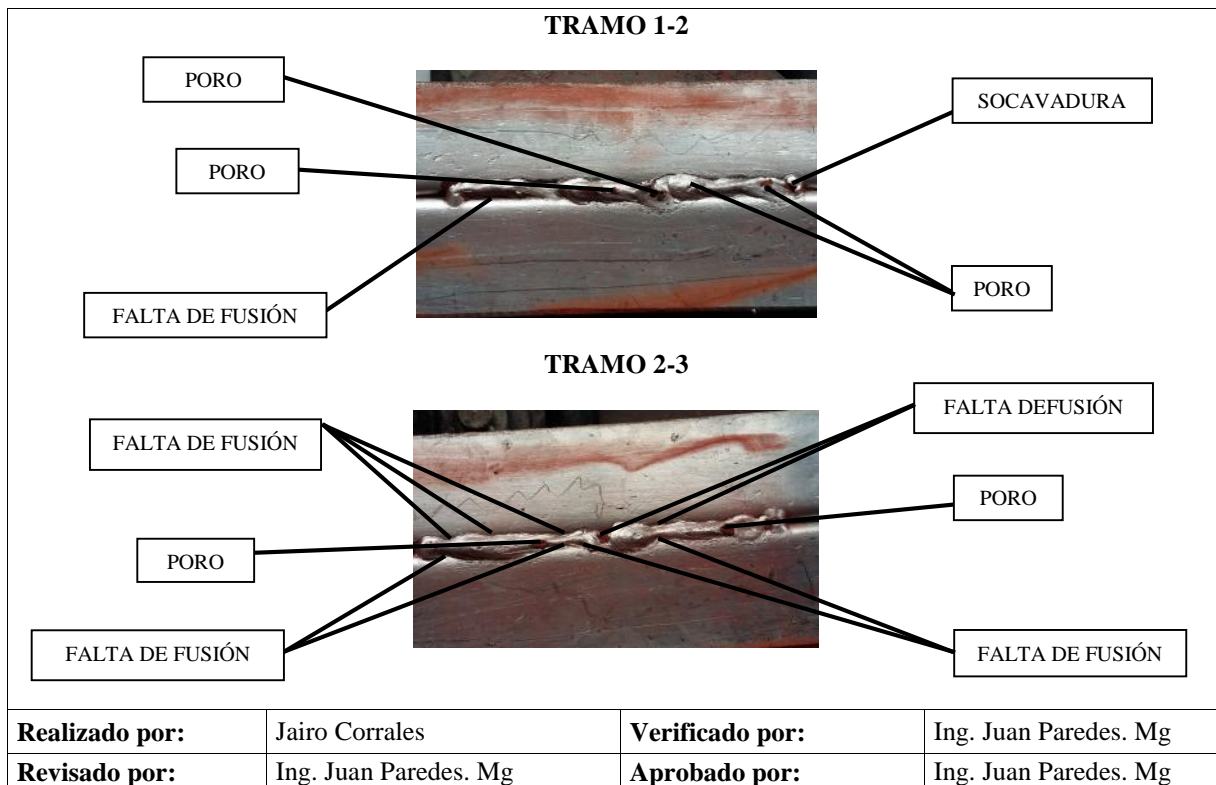 TRAMO 1-2
PORO
SOCAVADURA
PORO
PORO
FALTA DE FUSIÓN
TRAMO 2-3
FALTA DEFUSIÓN
FALTA DE FUSIÓN
PORO
PORO
FALTA DE FUSIÓN
FALTA DE FUSIÓN
Realizado por: Jairo Corrales Verificado por: Ing. Juan Paredes. Mg
Revisado por: Ing. Juan Paredes. Mg Aprobado por: Ing. Juan Paredes. Mg